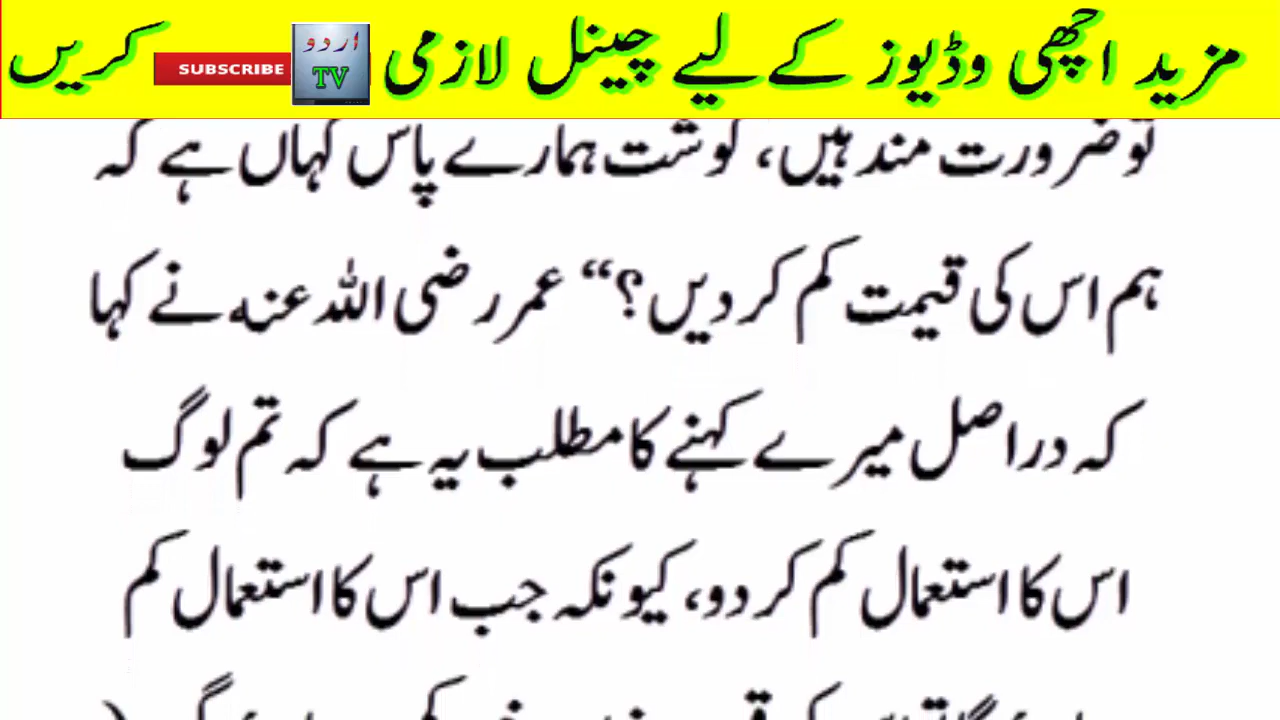 مزید اچھی وڈیوز کے لیے چینل لازمی اردو TV SUBSCRIBE کریں
تو ضرورت مند ہیں، گوشت ہمارے پاس کہاں ہے کہ
ہم اس کی قیمت کم کر دیں؟“ عمر رضی اللہ عنہ نے کہا
کہ دراصل میرے کہنے کا مطلب یہ ہے کہ تم لوگ
اس کا استعمال کم کر دو، کیونکہ جب اس کا استعمال کم